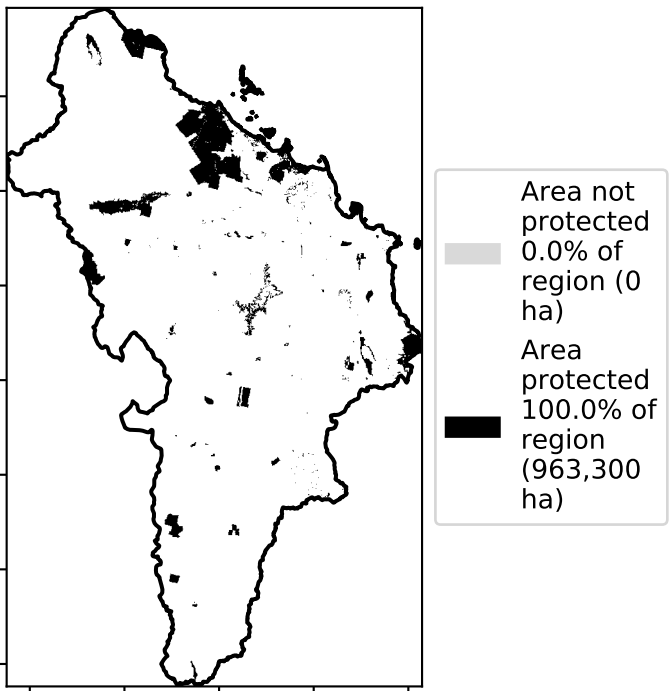 Area not
protected
0.0% of
region (0
ha)
Area
protected
100.0% of
region
(963,300
ha)